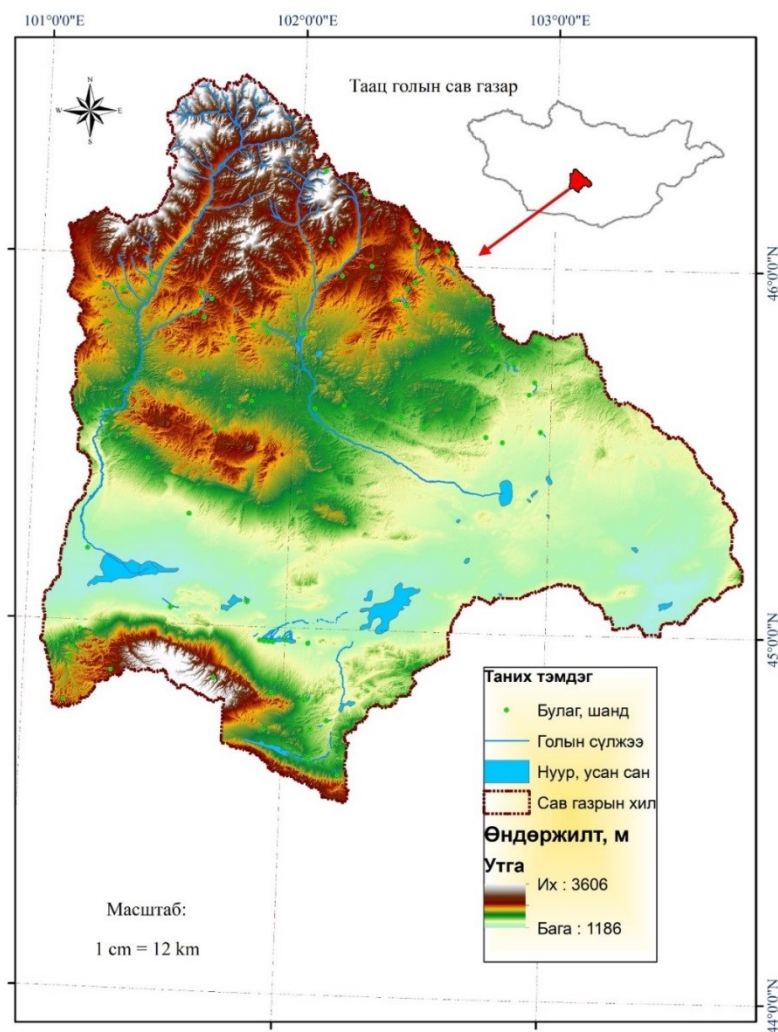 101°0'0"E
102°0'0"E
103°0'0"E
N
W
E
S
Таац голын сав газар
46°0'0"N
45°0'0"N
Таних тэмдэг
Булаг, шанд
Голын сүлжээ
Нуур, усан сан
Сав газрын хил
Өндөржилт, м
Утга
Их : 3606
Бага : 1186
Масштаб:
1 cm = 12 km
44°0'0"N